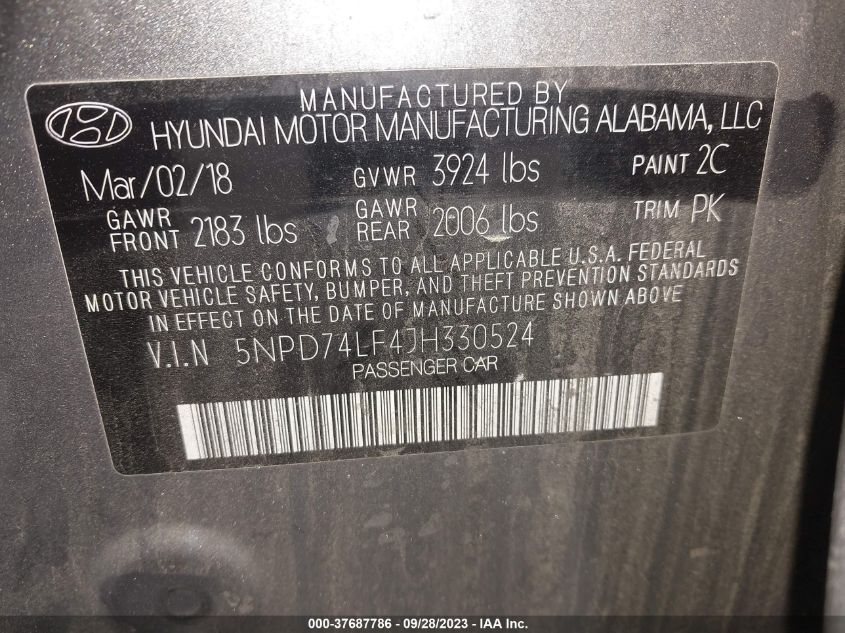 MANUFACTURED BY
HYUNDAI MOTOR MANUFACTURING ALABAMA, LLC
Mar/02/18 GVWR 3924 lbs PAINT 2C
GAWR FRONT 2183 lbs GAWR REAR 2006 lbs TRIM PK
THIS VEHICLE CONFORMS TO ALL APPLICABLE U.S.A. FEDERAL
MOTOR VEHICLE SAFETY, BUMPER, AND THEFT PREVENTION STANDARDS
IN EFFECT ON THE DATE OF MANUFACTURE SHOWN ABOVE
V.I.N 5NPD74LF4JH330524
PASSENGER CAR
000-37687786 - 09/28/2023 - IAA Inc.